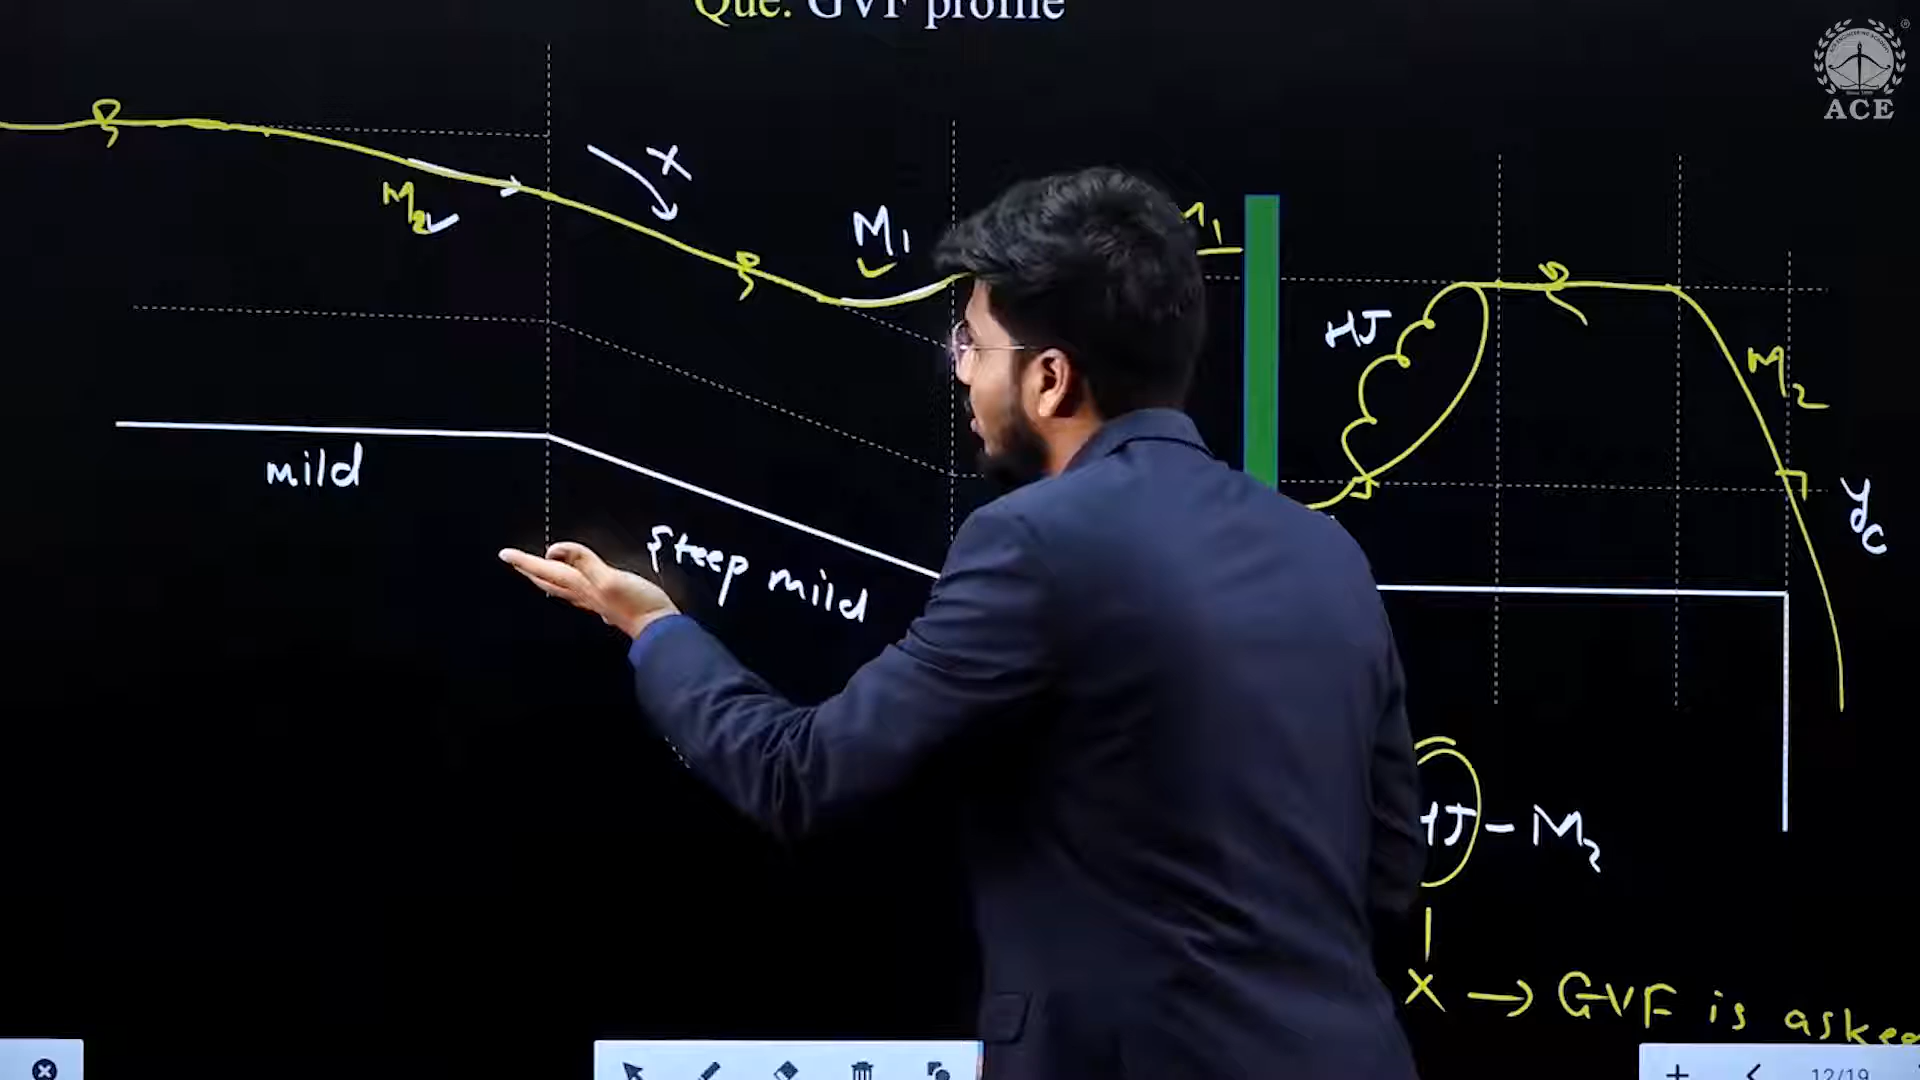 Que. GVF profile
ACE
M2
X
M1
M1
HJ
M2
yc
mild
steep mild
HJ - M2
X → GVF is asked
12/19